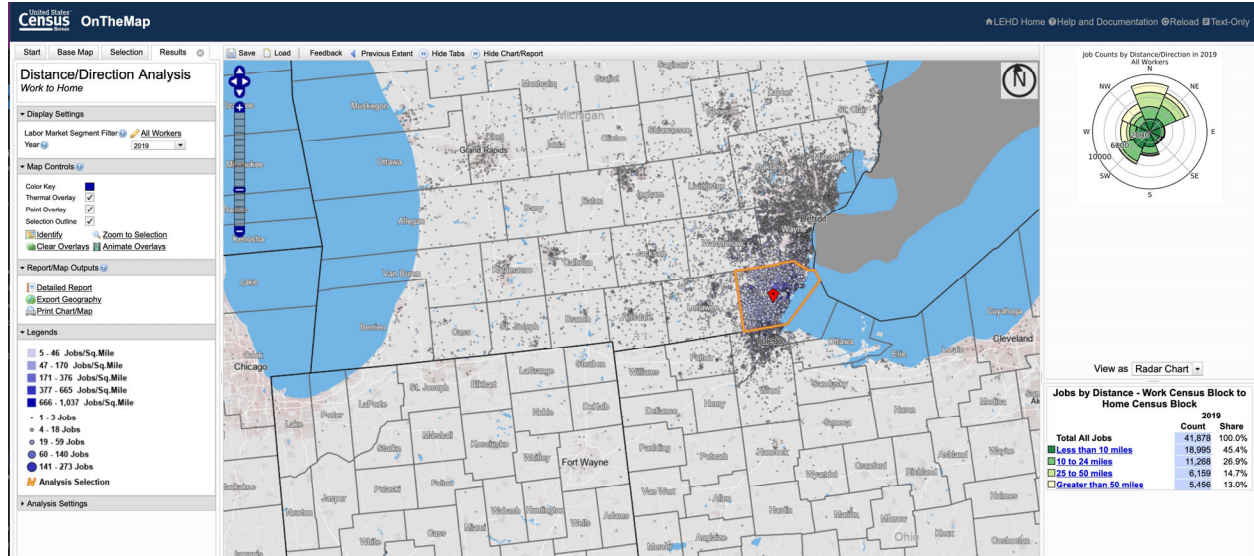 United States®
Census
Bureau
OnTheMap
LEHD Home Help and Documentation Reload Text-Only
Start Base Map Selection Results
Save Load Feedback Previous Extent Hide Tabs Hide Chart/Report
Distance/Direction Analysis
Work to Home
Display Settings
Labor Market Segment Filter All Workers
Year 2019
Map Controls
Color Key
Thermal Overlay
Point Overlay
Selection Outline
Identify Zoom to Selection
Clear Overlays Animate Overlays
Report/Map Outputs
Detailed Report
Export Geography
Print Chart/Map
Legends
5 - 46 Jobs/Sq.Mile
47 - 170 Jobs/Sq.Mile
171 - 376 Jobs/Sq.Mile
377 - 665 Jobs/Sq.Mile
666 - 1,037 Jobs/Sq.Mile
1 - 3 Jobs
4 - 18 Jobs
19 - 59 Jobs
60 - 140 Jobs
141 - 273 Jobs
Analysis Selection
Analysis Settings
N
Saginaw
Montcalm
Gratiot
Lapeer
Muskegon
Michigan
St. Clair
Clinton
Shiawassee
Ionia
Grand Rapids
Ottawa
Livingston
Ingham
Eaton
Barry
Allegan
Detroit
Wayne
Kenosha
Washtenaw
Jackson
Calhoun
Kalamazoo
Van Buren
Lake
Lenawee
Hillsdale
Branch
St. Joseph
Cass
Berrien
Cuyahoga
Cleveland
Lorain
Erie
Ottawa
Fulton
Williams
Steuben
LaGrange
Elkhart
St. Joseph
LaPorte
Porter
Lake
Cook
Chicago
Sandusky
Wood
Henry
Defiance
DeKalb
Noble
Medina
Huron
Seneca
Marshall
Starke
Kosciusko
Whitley
Fort Wayne
Paulding
Putnam
Hancock
Wyandot
Crawford
Richland
Ashland
Wayne
Pulaski
Fulton
Jasper
Newton
Van West
Allen
Hardin
Marion
Morrow
Knox
Holmes
Coshocton
Ohio
White
Cass
Miami
Wabash
Huntington
Wells
Adams
Mercer
Auglaize
Job Counts by Distance/Direction in 2019
All Workers
N
NW NE
W E
SW SE
S
2000
6000
10000
View as Radar Chart
Jobs by Distance - Work Census Block to
Home Census Block
2019
Count Share
Total All Jobs 41,878 100.0%
Less than 10 miles 18,995 45.4%
10 to 24 miles 11,268 26.9%
25 to 50 miles 6,159 14.7%
Greater than 50 miles 5,456 13.0%